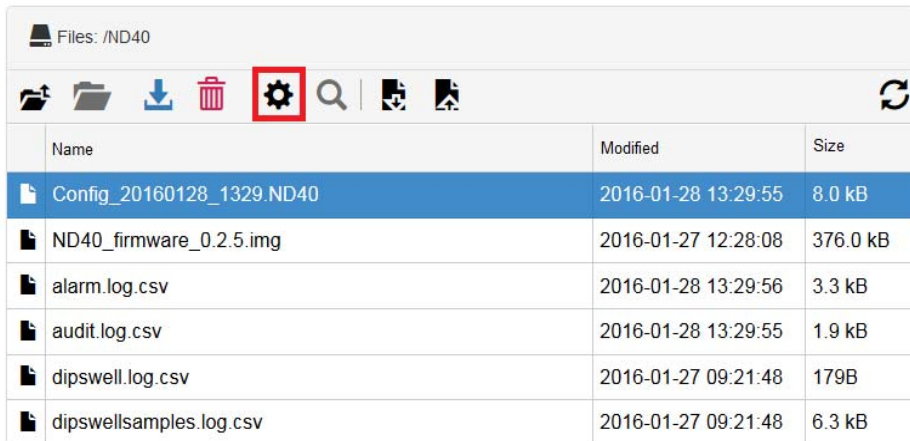 Files: /ND40
Name Modified Size
Config_20160128_1329.ND40 2016-01-28 13:29:55 8.0 kB
ND40_firmware_0.2.5.img 2016-01-27 12:28:08 376.0 kB
alarm.log.csv 2016-01-28 13:29:56 3.3 kB
audit.log.csv 2016-01-28 13:29:55 1.9 kB
dipswell.log.csv 2016-01-27 09:21:48 179B
dipswellsamples.log.csv 2016-01-27 09:21:48 6.3 kB